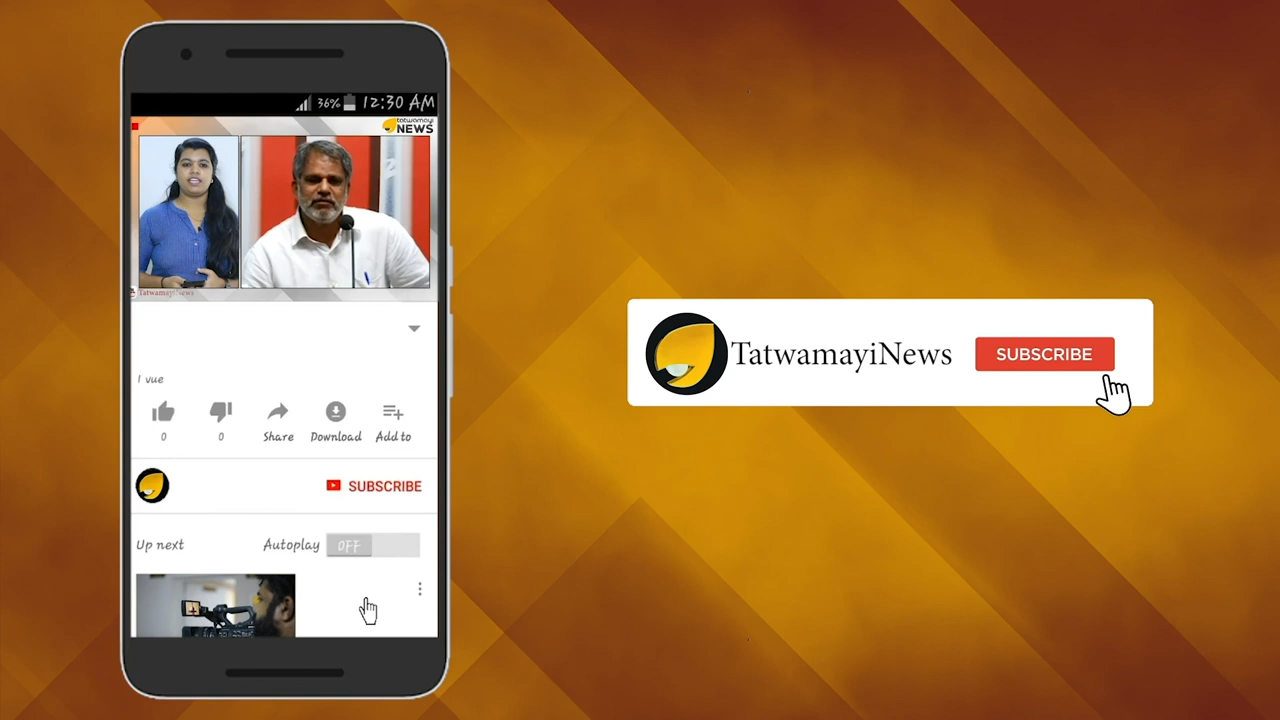 36%
12:30 AM
tatwamayi
NEWS
TatwamayiNews
1 vue
0
0
Share
Download
Add to
SUBSCRIBE
Up next
Autoplay
OFF
TatwamayiNews
SUBSCRIBE